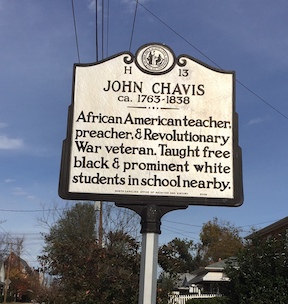 H 13
JOHN CHAVIS
ca. 1763-1838
African American teacher,
preacher, & Revolutionary
War veteran. Taught free
black & prominent white
students in school nearby.